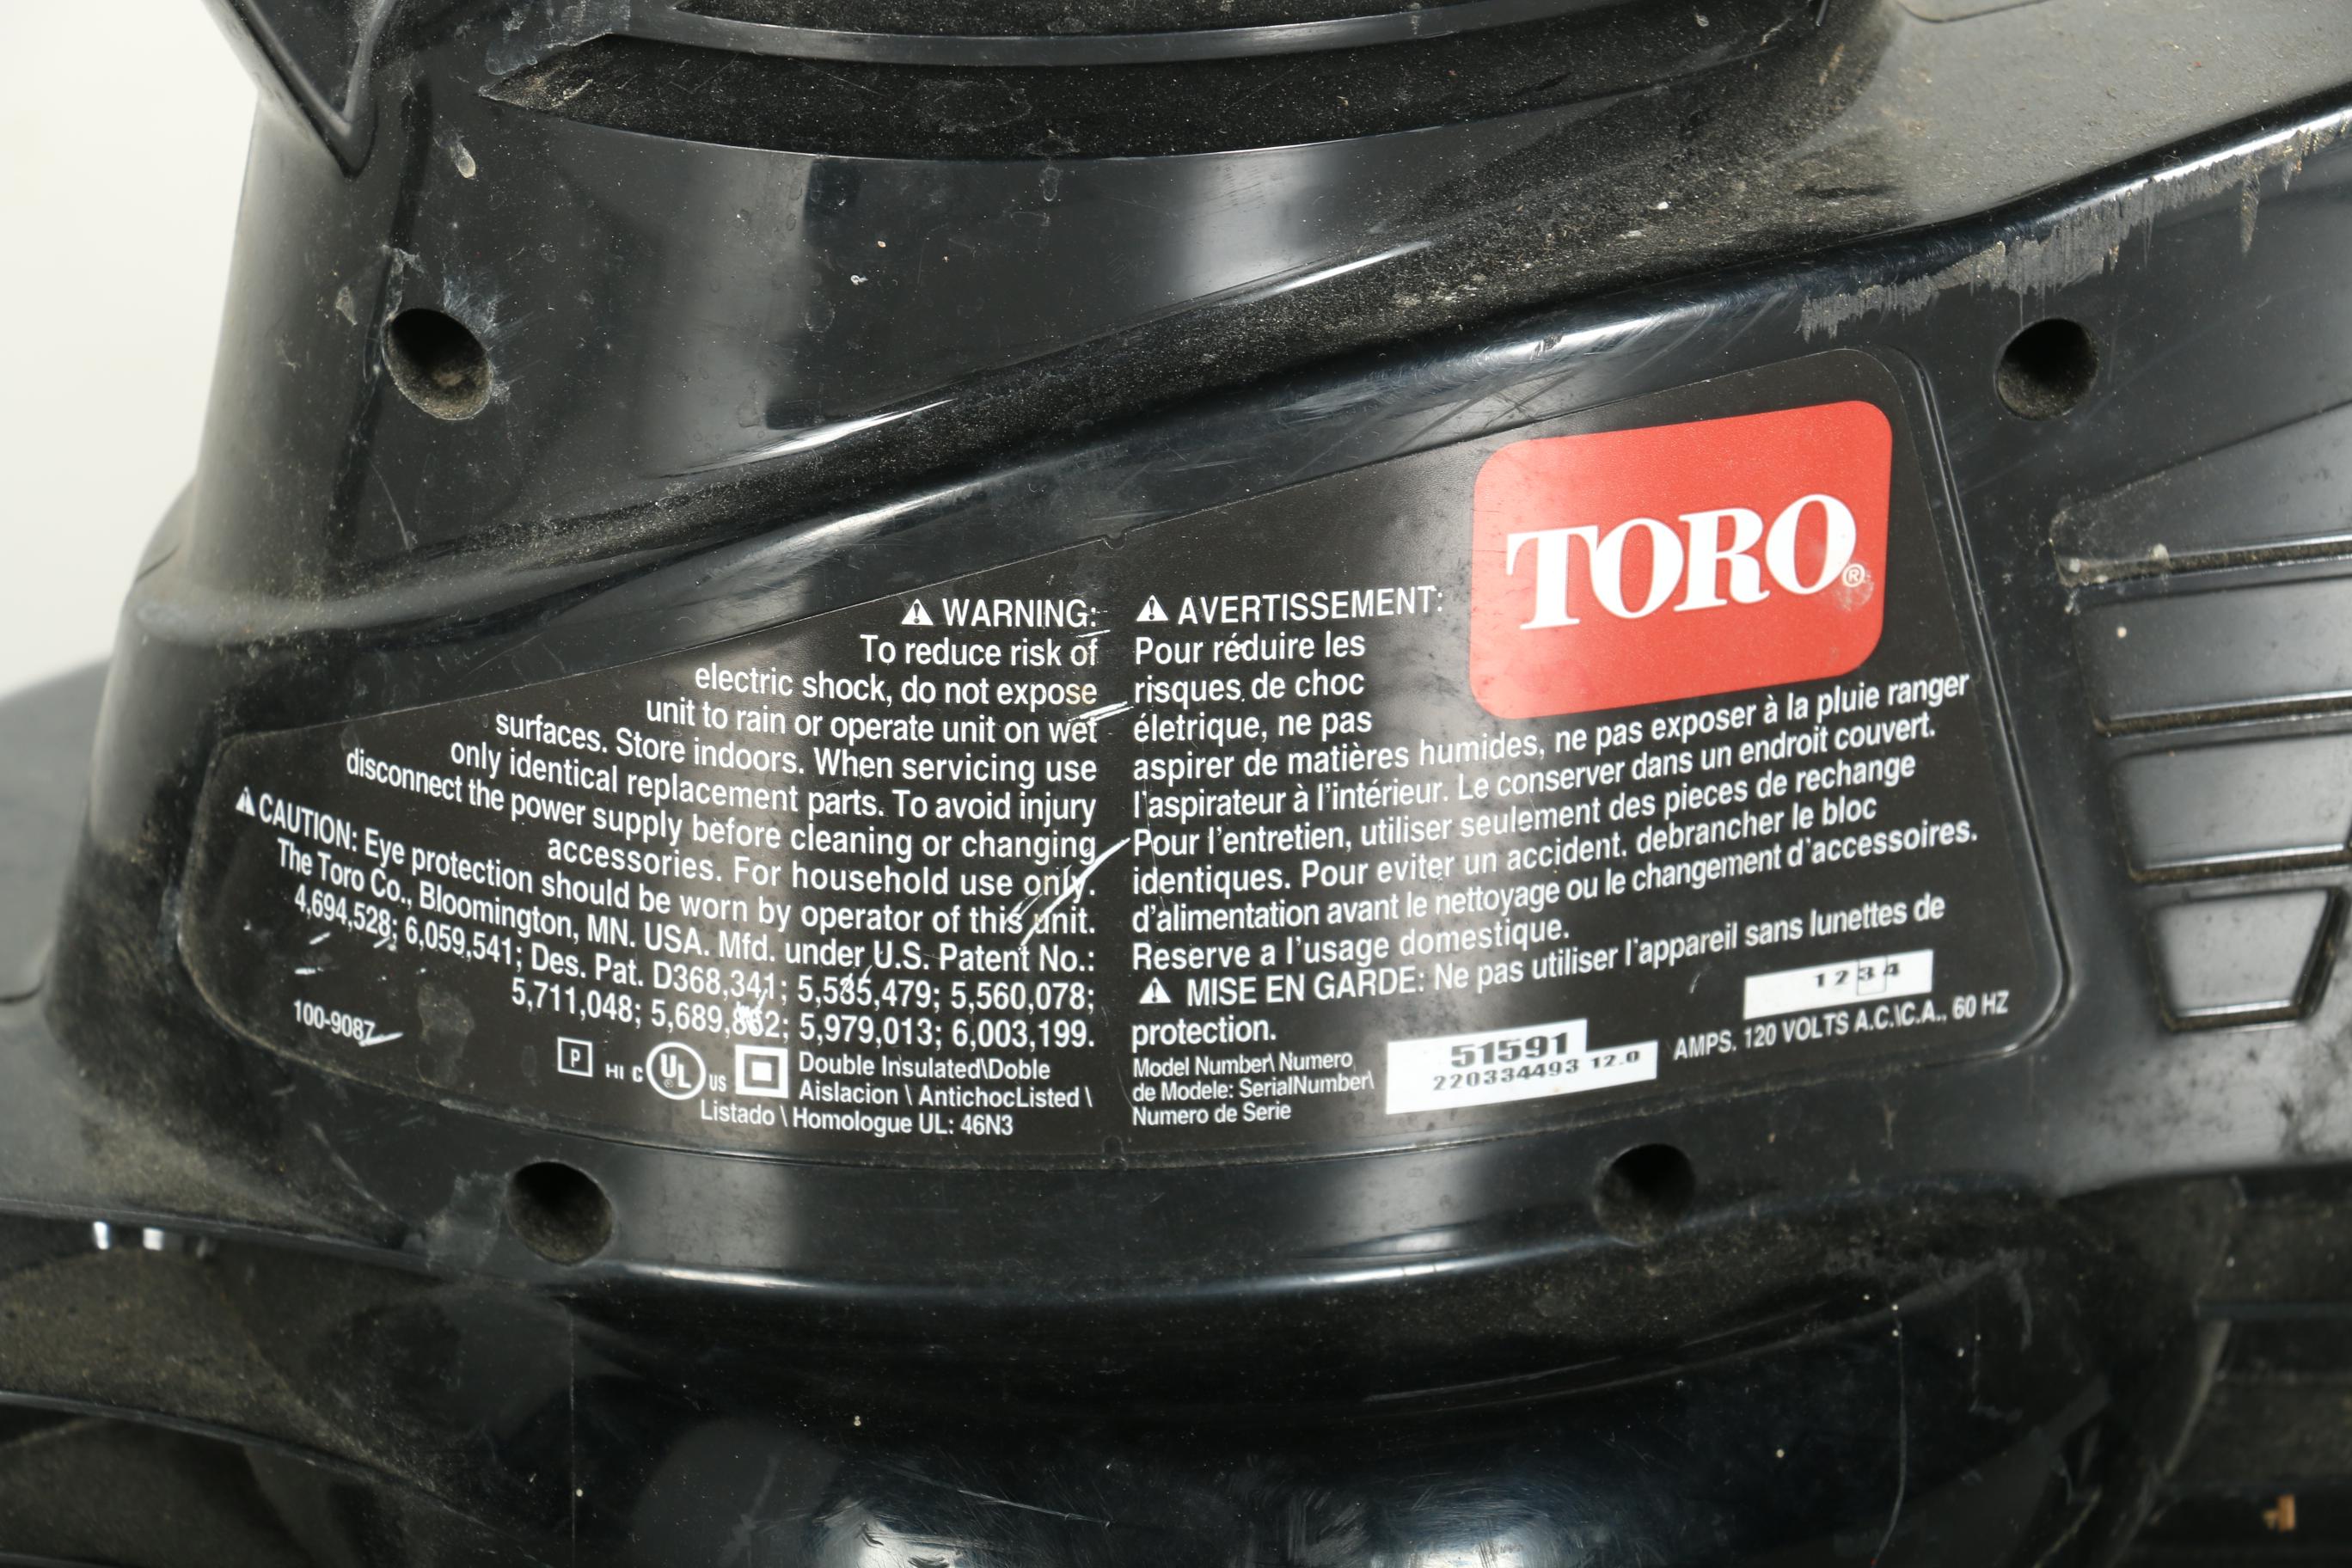 TORO®
⚠ WARNING:
To reduce risk of
electric shock, do not expose
unit to rain or operate unit on wet
surfaces. Store indoors. When servicing use
only identical replacement parts. To avoid injury
disconnect the power supply before cleaning or changing
accessories. For household use only.
⚠ CAUTION: Eye protection should be worn by operator of this unit.
The Toro Co., Bloomington, MN. USA. Mfd. under U.S. Patent No.:
4,694,528; 6,059,541; Des. Pat. D368,341; 5,535,479; 5,560,078;
5,711,048; 5,689,862; 5,979,013; 6,003,199.
100-9087
P HI C UL® US Double Insulated\Doble
Aislacion \ AntichocListed \
Listado \ Homologue UL: 46N3
⚠ AVERTISSEMENT:
Pour réduire les
risques de choc
életrique, ne pas
aspirer de matières humides, ne pas exposer à la pluie ranger
l'aspirateur à l'intérieur. Le conserver dans un endroit couvert.
Pour l'entretien, utiliser seulement des pieces de rechange
identiques. Pour eviter un accident. debrancher le bloc
d'alimentation avant le nettoyage ou le changement d'accessoires.
Reserve a l'usage domestique.
⚠ MISE EN GARDE: Ne pas utiliser l'appareil sans lunettes de
protection.
Model Number\ Numero
de Modele: SerialNumber\
Numero de Serie
51591
220334493 12.0
1 2 3 4
AMPS. 120 VOLTS A.C.\C.A., 60 HZ